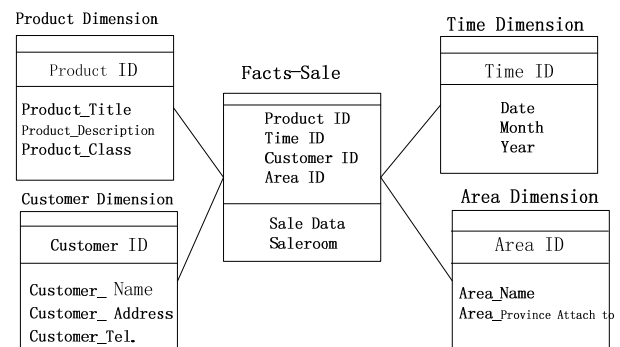 Product Dimension
Product ID
Product_Title
Product_Description
Product_Class
Customer Dimension
Customer ID
Customer_ Name
Customer_ Address
Customer_Tel.
Facts-Sale
Product ID
Time ID
Customer ID
Area ID
Sale Data
Saleroom
Time Dimension
Time ID
Date
Month
Year
Area Dimension
Area ID
Area_Name
Area_Province Attach to